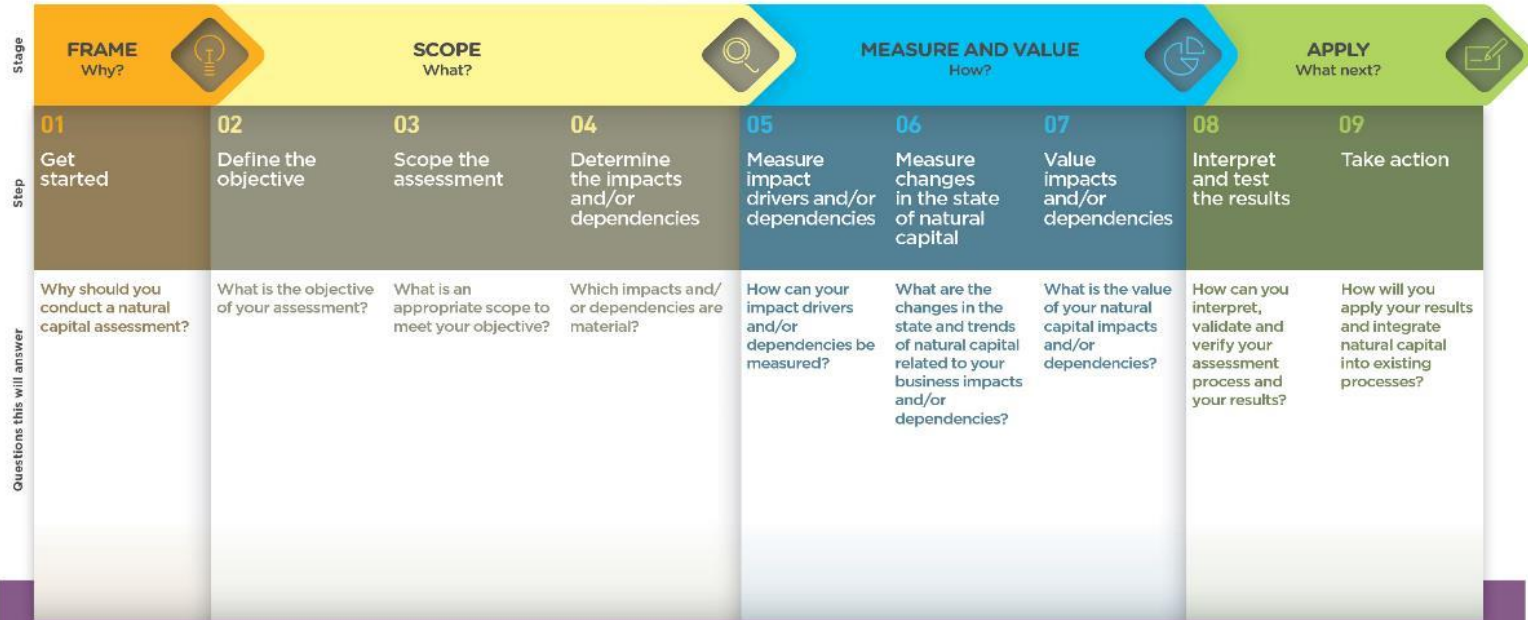 Stage
FRAME
Why?
SCOPE
What?
MEASURE AND VALUE
How?
APPLY
What next?
Step
01
Get
started
02
Define the
objective
03
Scope the
assessment
04
Determine
the impacts
and/or
dependencies
05
Measure
impact
drivers and/or
dependencies
06
Measure
changes
in the state
of natural
capital
07
Value
impacts
and/or
dependencies
08
Interpret
and test
the results
09
Take action
Questions this will answer
Why should you
conduct a natural
capital assessment?
What is the objective
of your assessment?
What is an
appropriate scope to
meet your objective?
Which impacts and/
or dependencies are
material?
How can your
impact drivers
and/or
dependencies be
measured?
What are the
changes in the
state and trends
of natural capital
related to your
business impacts
and/or
dependencies?
What is the value
of your natural
capital impacts
and/or
dependencies?
How can you
interpret,
validate and
verify your
assessment
process and
your results?
How will you
apply your results
and integrate
natural capital
into existing
processes?